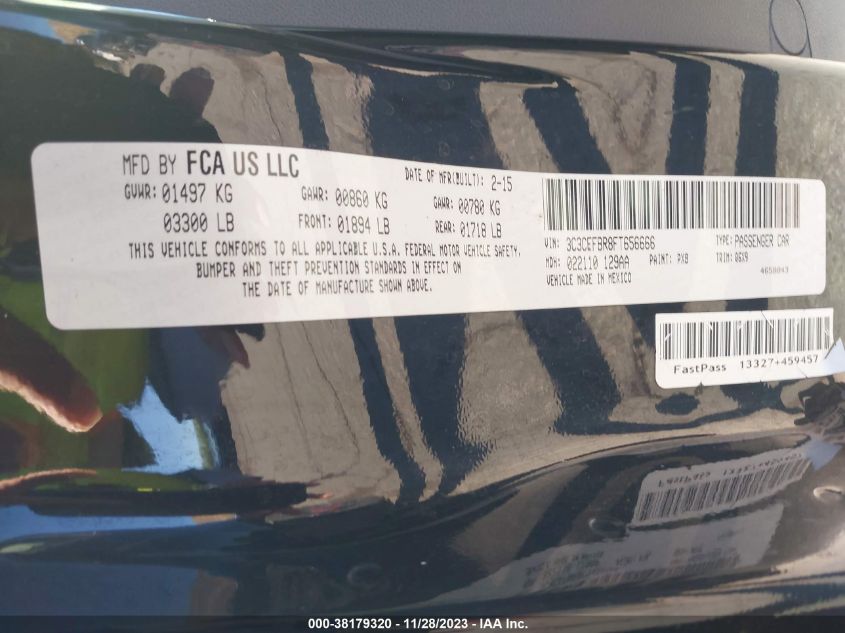 MFD BY FCA US LLC
DATE OF MFR(BUILT): 2-15
GVWR: 01497 KG
GAWR: 00860 KG
GAWR: 00780 KG
03300 LB
FRONT: 01894 LB
REAR: 01718 LB
THIS VEHICLE CONFORMS TO ALL APPLICABLE U.S.A. FEDERAL MOTOR VEHICLE SAFETY,
BUMPER AND THEFT PREVENTION STANDARDS IN EFFECT ON
THE DATE OF MANUFACTURE SHOWN ABOVE.
VIN: 3C3CEFBR8FT656666
TYPE: PASSENGER CAR
MDH: 022110 129AA
PAINT: PX8
TRIM: Q6X9
VEHICLE MADE IN MEXICO
4658043
FastPass 13327+459457
000-38179320 - 11/28/2023 - IAA Inc.